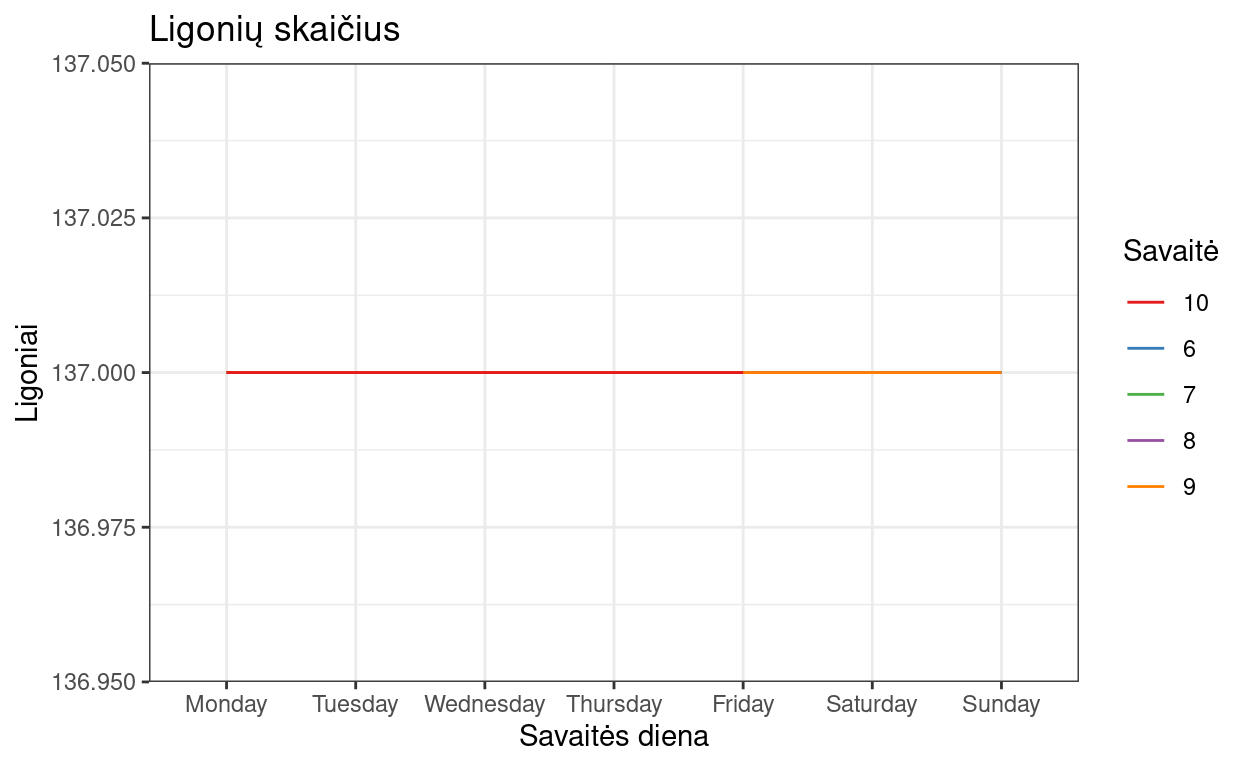 Ligonių skaičius
137.050
137.025
137.000
136.975
136.950
Ligoniai
Monday Tuesday Wednesday Thursday Friday Saturday Sunday
Savaitės diena
Savaitė
10
6
7
8
9